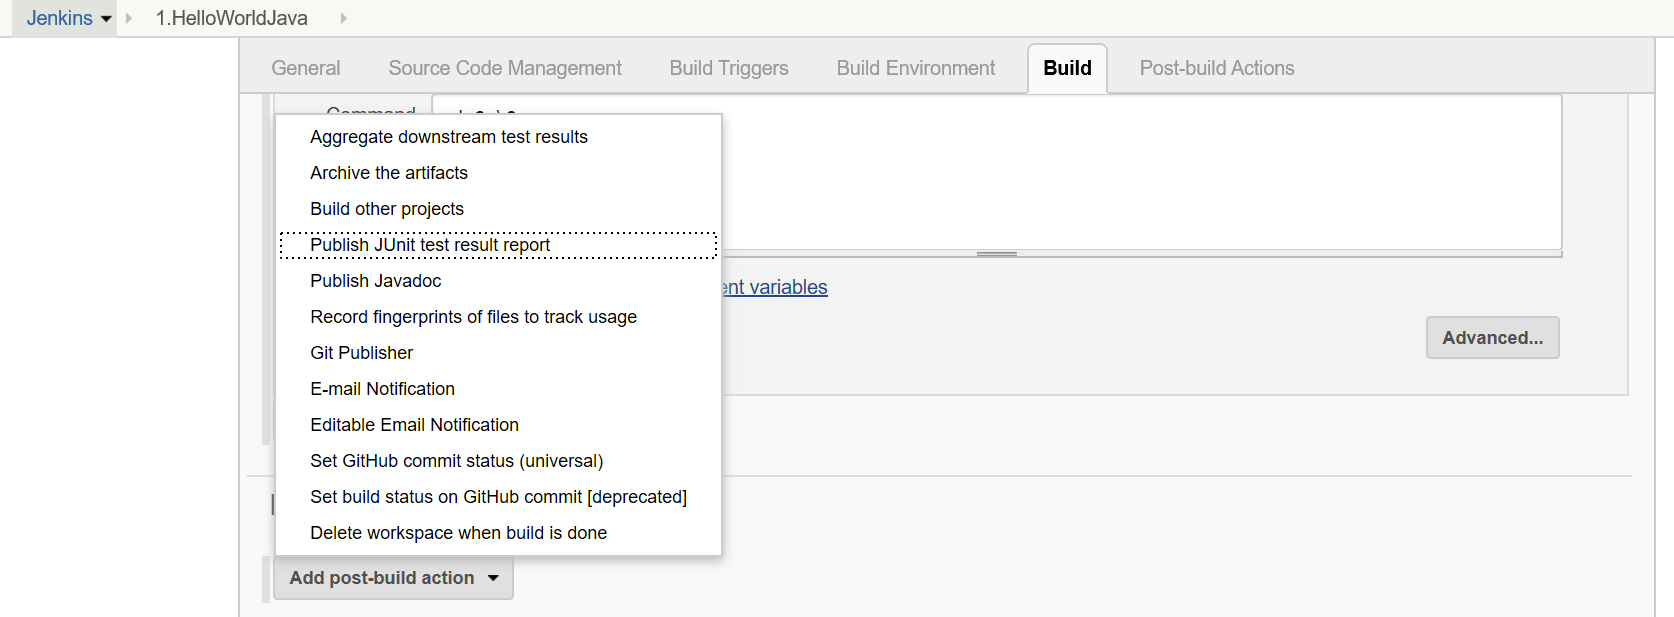 Jenkins 1.HelloWorldJava
General Source Code Management Build Triggers Build Environment Build Post-build Actions
Command
Aggregate downstream test results
Archive the artifacts
Build other projects
Publish JUnit test result report
Publish Javadoc
ent variables
Record fingerprints of files to track usage
Advanced...
Git Publisher
E-mail Notification
Editable Email Notification
Set GitHub commit status (universal)
Set build status on GitHub commit [deprecated]
Delete workspace when build is done
Add post-build action